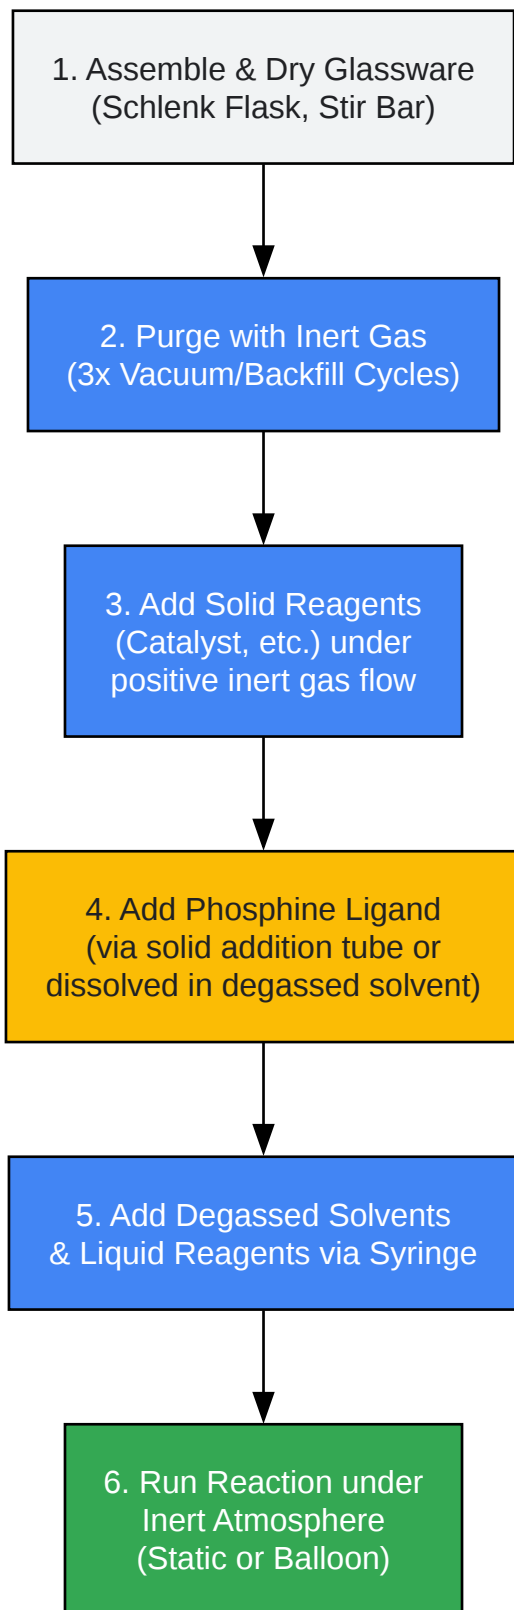 1. Assemble & Dry Glassware
(Schlenk Flask, Stir Bar)
2. Purge with Inert Gas
(3x Vacuum/Backfill Cycles)
3. Add Solid Reagents
(Catalyst, etc.) under
positive inert gas flow
4. Add Phosphine Ligand
(via solid addition tube or
dissolved in degassed solvent)
5. Add Degassed Solvents
& Liquid Reagents via Syringe
6. Run Reaction under
Inert Atmosphere
(Static or Balloon)